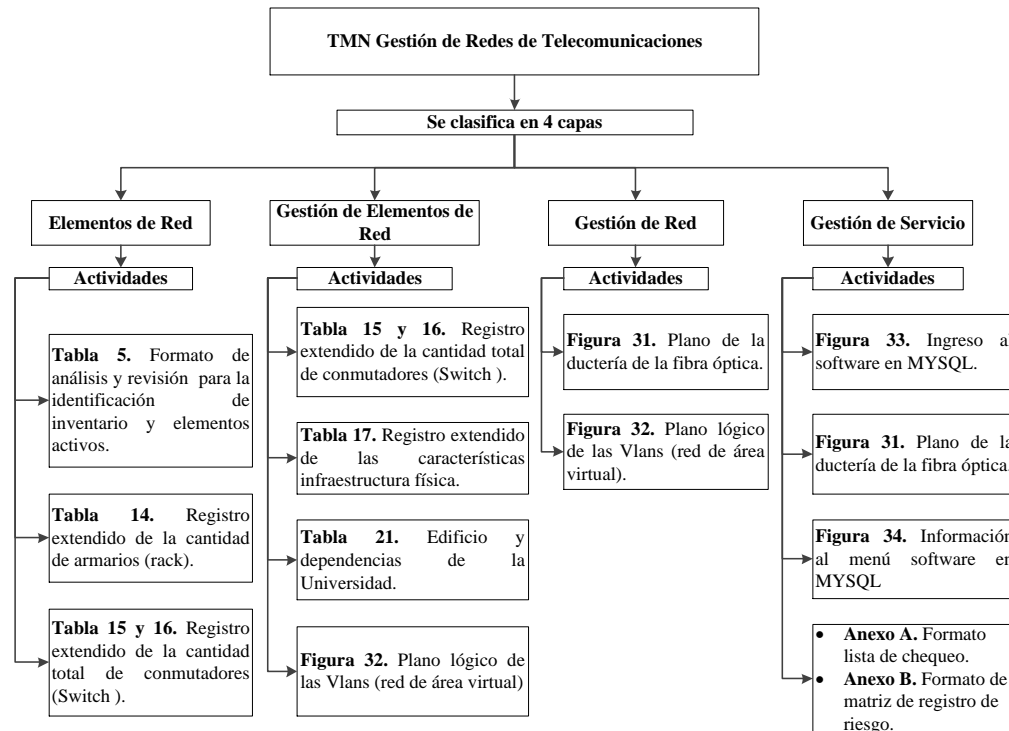 TMN Gestión de Redes de Telecomunicaciones
Se clasifica en 4 capas
Elementos de Red
Actividades
Tabla 5. Formato de
análisis y revisión para la
identificación de
inventario y elementos
activos.
Tabla 14. Registro
extendido de la cantidad
de armarios (rack).
Tabla 15 y 16. Registro
extendido de la cantidad
total de conmutadores
(Switch ).
Gestión de Elementos de
Red
Actividades
Tabla 15 y 16. Registro
extendido de la cantidad total
de conmutadores (Switch ).
Tabla 17. Registro extendido
de las características
infraestructura física.
Tabla 21. Edificio y
dependencias de la
Universidad.
Figura 32. Plano lógico de
las Vlans (red de área virtual)
Gestión de Red
Actividades
Figura 31. Plano de la
ductería de la fibra óptica.
Figura 32. Plano lógico
de las Vlans (red de área
virtual).
Gestión de Servicio
Actividades
Figura 33. Ingreso al
software en MYSQL.
Figura 31. Plano de la
ductería de la fibra óptica.
Figura 34. Información
al menú software en
MYSQL
• Anexo A. Formato
lista de chequeo.
• Anexo B. Formato de
matriz de registro de
riesgo.